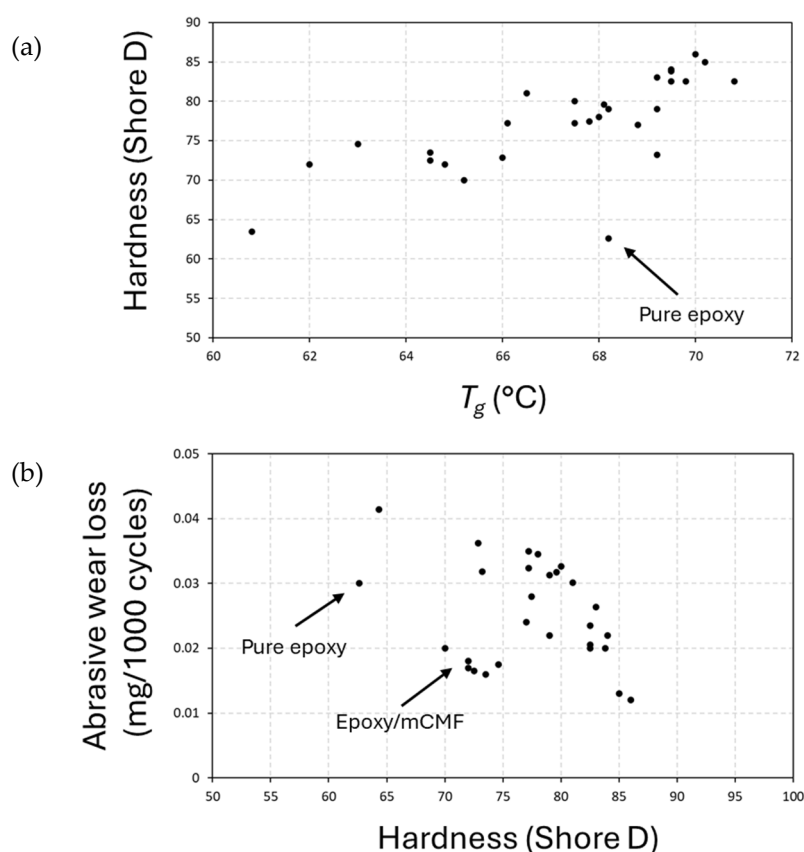 (a)
Hardness (Shore D)
90
85
80
75
70
65
60
55
50
Pure epoxy
60 62 64 66 68 70 72
Tg (°C)
(b)
Abrasive wear loss
(mg/1000 cycles)
0.05
0.04
0.03
0.02
0.01
0
Pure epoxy
Epoxy/mCMF
50 55 60 65 70 75 80 85 90 95 100
Hardness (Shore D)